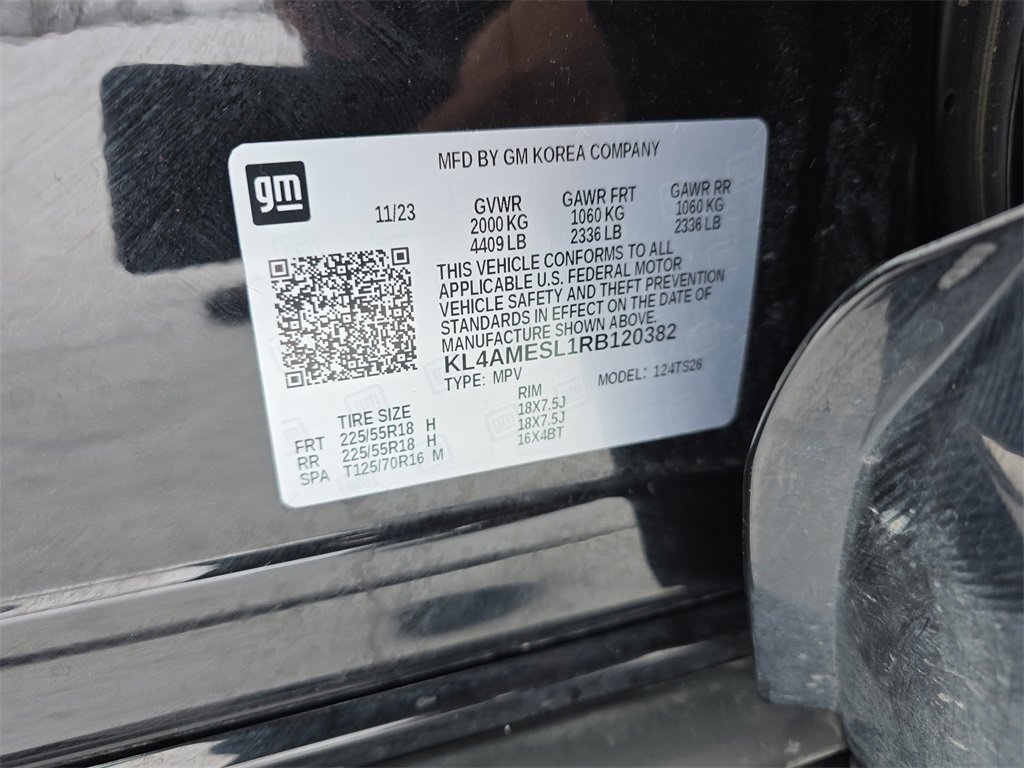 gm
MFD BY GM KOREA COMPANY
11/23
GVWR
2000 KG
4409 LB
GAWR FRT
1060 KG
2336 LB
GAWR RR
1060 KG
2336 LB
THIS VEHICLE CONFORMS TO ALL
APPLICABLE U.S. FEDERAL MOTOR
VEHICLE SAFETY AND THEFT PREVENTION
STANDARDS IN EFFECT ON THE DATE OF
MANUFACTURE SHOWN ABOVE.
KL4AMESL1RB120382
TYPE: MPV MODEL: 124TS26
TIRE SIZE RIM
FRT 225/55R18 H 18X7.5J
RR 225/55R18 H 18X7.5J
SPA T125/70R16 M 16X4BT